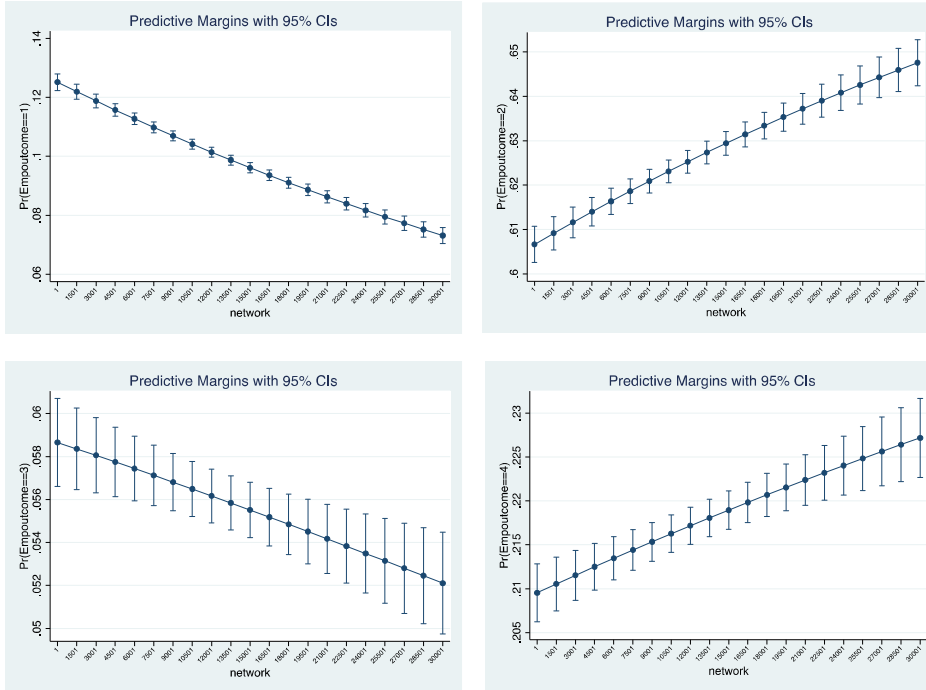 Predictive Margins with 95% CIs
Pr(Empoutcome==1)
.14
.12
.1
.08
.06
1 1501 3001 4501 6001 7501 9001 10501 12001 13501 15001 16501 18001 19501 21001 22501 24001 25501 27001 28501 30001
network
Predictive Margins with 95% CIs
Pr(Empoutcome==2)
.65
.64
.63
.62
.61
.6
1 1501 3001 4501 6001 7501 9001 10501 12001 13501 15001 16501 18001 19501 21001 22501 24001 25501 27001 28501 30001
network
Predictive Margins with 95% CIs
Pr(Empoutcome==3)
.06
.058
.056
.054
.052
.05
1 1501 3001 4501 6001 7501 9001 10501 12001 13501 15001 16501 18001 19501 21001 22501 24001 25501 27001 28501 30001
network
Predictive Margins with 95% CIs
Pr(Empoutcome==4)
.23
.225
.22
.215
.21
.205
1 1501 3001 4501 6001 7501 9001 10501 12001 13501 15001 16501 18001 19501 21001 22501 24001 25501 27001 28501 30001
network